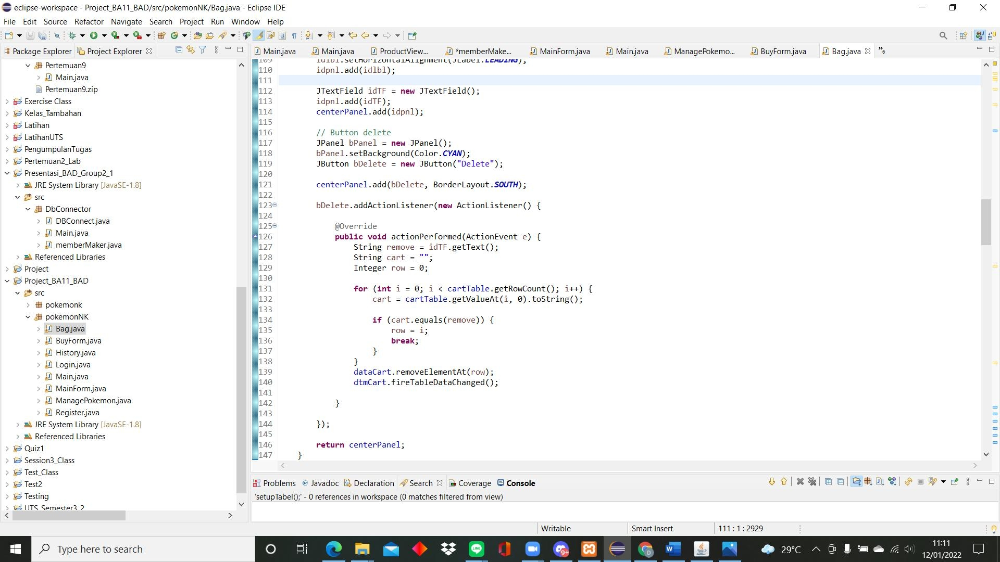 eclipse-workspace - Project_BA11_BAD/src/pokemonNK/Bag.java - Eclipse IDE
File Edit Source Refactor Navigate Search Project Run Window Help
Package Explorer Project Explorer
Main.java Main.java ProductView... *memberMake... MainForm.java Main.java ManagePokemo... BuyForm.java Bag.java »6
Pertemuan9
Main.java
Pertemuan9.zip
Exercise Class
Kelas_Tambahan
Latihan
LatihanUTS
PengumpulanTugas
Pertemuan2_Lab
Presentasi_BAD_Group2_1
JRE System Library [JavaSE-1.8]
src
DbConnector
DBConnect.java
Main.java
memberMaker.java
Referenced Libraries
Project
Project_BA11_BAD
src
pokemonk
pokemonNK
Bag.java
BuyForm.java
History.java
Login.java
Main.java
MainForm.java
ManagePokemon.java
Register.java
JRE System Library [JavaSE-1.8]
Referenced Libraries
Quiz1
Session3_Class
Test_Class
Test2
Testing
UTS_Semester3_2
109 idlbl.setHorizontalAlignment(JLabel.LEADING);
110 idpnl.add(idlbl);
111
112 JTextField idTF = new JTextField();
113 idpnl.add(idTF);
114 centerPanel.add(idpnl);
115
116 // Button delete
117 JPanel bPanel = new JPanel();
118 bPanel.setBackground(Color.CYAN);
119 JButton bDelete = new JButton("Delete");
120
121 centerPanel.add(bDelete, BorderLayout.SOUTH);
122
123 bDelete.addActionListener(new ActionListener() {
124
125 @Override
126 public void actionPerformed(ActionEvent e) {
127 String remove = idTF.getText();
128 String cart = "";
129 Integer row = 0;
130
131 for (int i = 0; i < cartTable.getRowCount(); i++) {
132 cart = cartTable.getValueAt(i, 0).toString();
133
134 if (cart.equals(remove)) {
135 row = i;
136 break;
137 }
138 }
139 dataCart.removeElementAt(row);
140 dtmCart.fireTableDataChanged();
141
142 }
143
144 });
145
146 return centerPanel;
147 }
Problems @ Javadoc Declaration Search Coverage Console
'setupTabel();' - 0 references in workspace (0 matches filtered from view)
Writable Smart Insert 111 : 1 : 2929
Type here to search
LINE
9+
W
29°C
11:11
12/01/2022